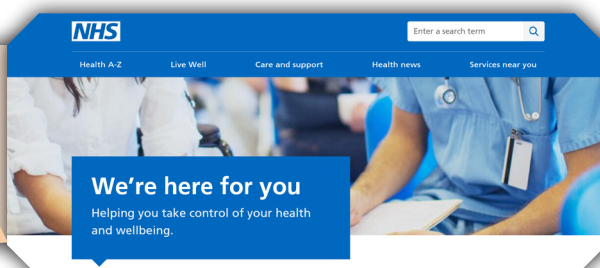 NHS
Enter a search term
Health A-Z Live Well Care and support Health news Services near you
We're here for you
Helping you take control of your health
and wellbeing.